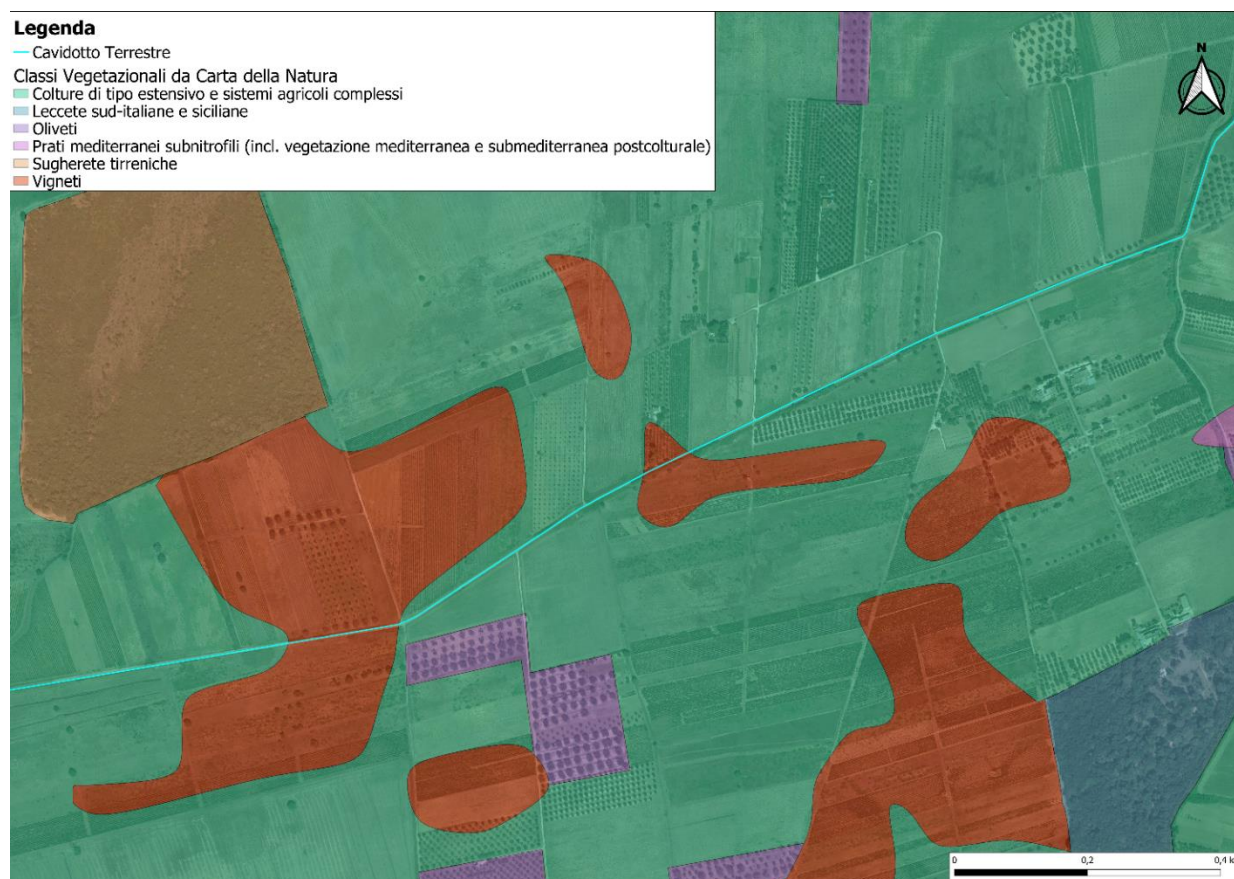 Legenda
Cavidotto Terrestre
Classi Vegetazionali da Carta della Natura
Colture di tipo estensivo e sistemi agricoli complessi
Leccete sud-italiane e siciliane
Oliveti
Prati mediterranei subnitrofili (incl. vegetazione mediterranea e submediterranea postcolturale)
Sugherete tirreniche
Vigneti
N
0 0,2 0,4 k